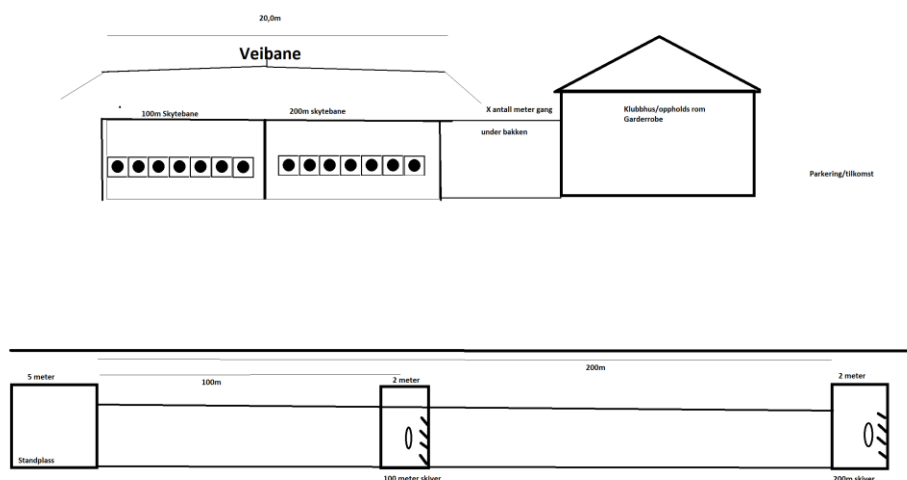 20,0m
Veibane
100m Skytebane
200m skytebane
X antall meter gang
under bakken
Klubbhus/oppholds rom
Garderrobe
Parkering/tilkomst
200m
5 meter
100m
2 meter
2 meter
Standplass
100 meter skiver
200m skiver